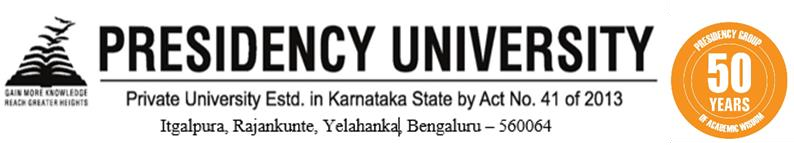 GAIN MORE KNOWLEDGE
REACH GREATER HEIGHTS
PRESIDENCY UNIVERSITY
Private University Estd. in Karnataka State by Act No. 41 of 2013
Itgalpura, Rajankunte, Yelahanka, Bengaluru – 560064
PRESIDENCY GROUP
50
YEARS
OF ACADEMIC WISDOM